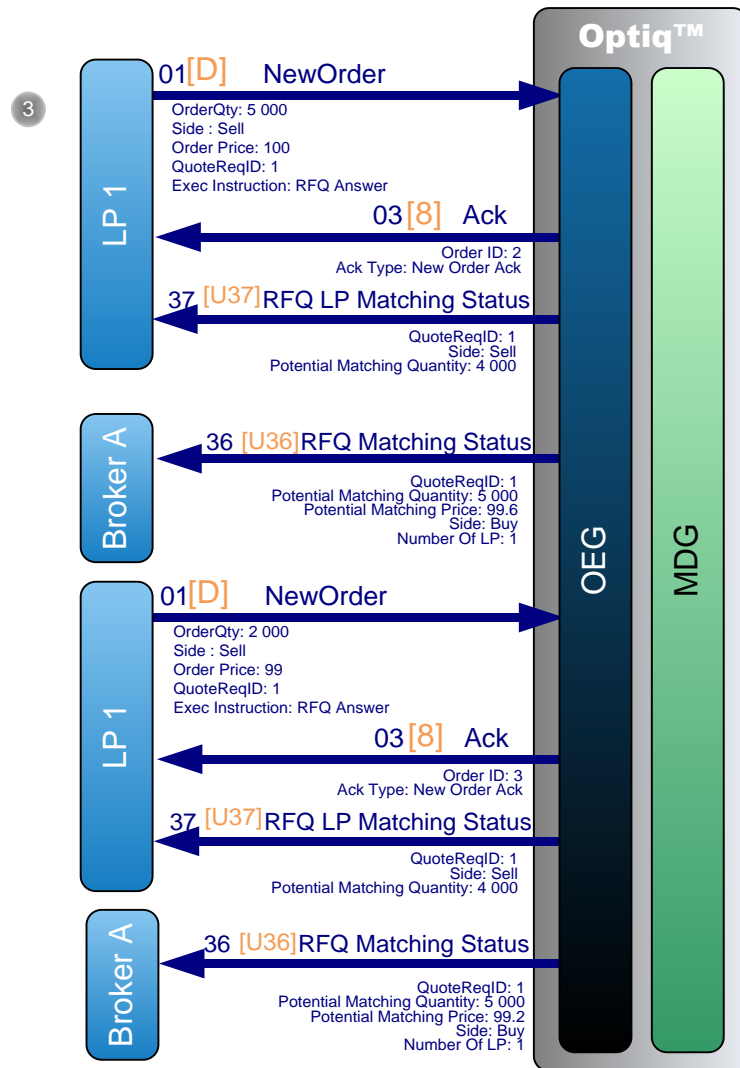 Optiq™
3
LP 1
01[D] NewOrder
OrderQty: 5 000
Side : Sell
Order Price: 100
QuoteReqID: 1
Exec Instruction: RFQ Answer
03[8] Ack
Order ID: 2
Ack Type: New Order Ack
37 [U37]RFQ LP Matching Status
QuoteReqID: 1
Side: Sell
Potential Matching Quantity: 4 000
Broker A
36 [U36]RFQ Matching Status
QuoteReqID: 1
Potential Matching Quantity: 5 000
Potential Matching Price: 99.6
Side: Buy
Number Of LP: 1
OEG
MDG
LP 1
01[D] NewOrder
OrderQty: 2 000
Side : Sell
Order Price: 99
QuoteReqID: 1
Exec Instruction: RFQ Answer
03[8] Ack
Order ID: 3
Ack Type: New Order Ack
37 [U37]RFQ LP Matching Status
QuoteReqID: 1
Side: Sell
Potential Matching Quantity: 4 000
Broker A
36 [U36]RFQ Matching Status
QuoteReqID: 1
Potential Matching Quantity: 5 000
Potential Matching Price: 99.2
Side: Buy
Number Of LP: 1